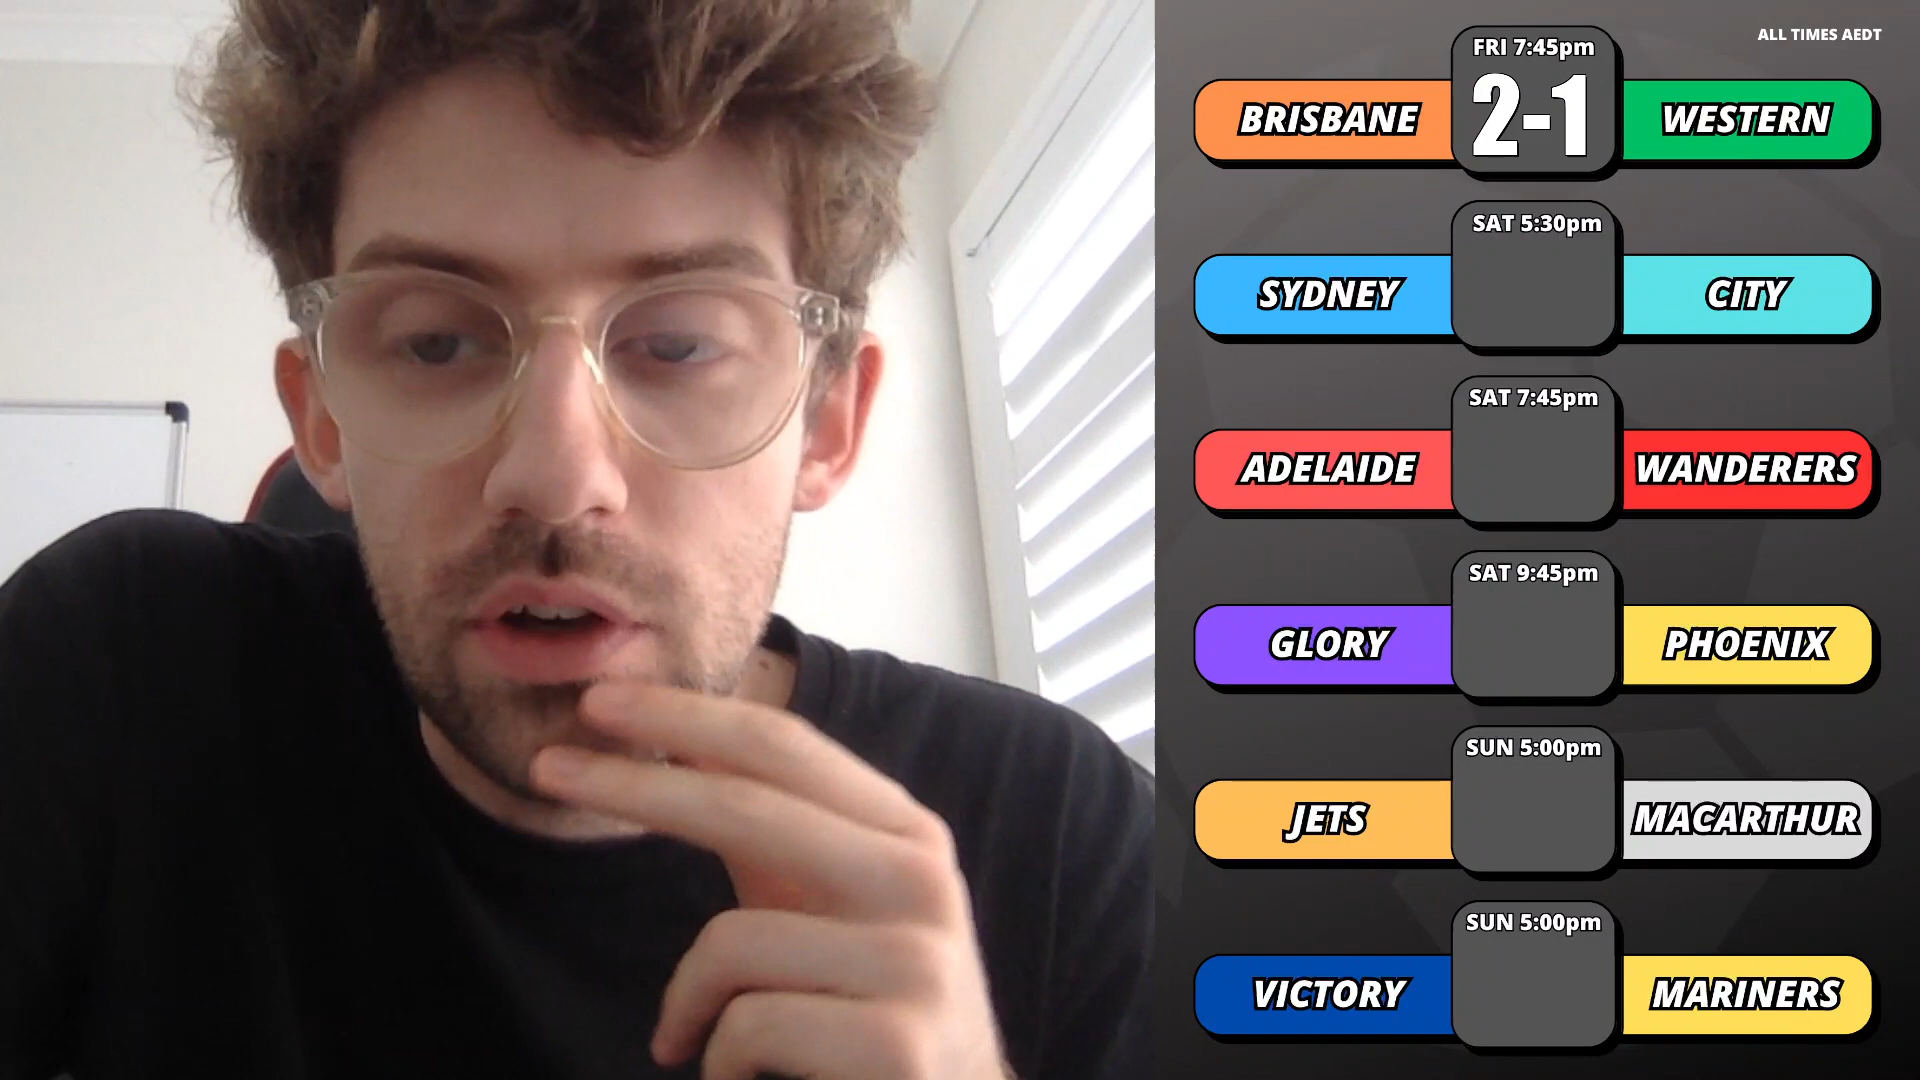 ALL TIMES AEDT
FRI 7:45pm
BRISBANE 2-1 WESTERN
SAT 5:30pm
SYDNEY CITY
SAT 7:45pm
ADELAIDE WANDERERS
SAT 9:45pm
GLORY PHOENIX
SUN 5:00pm
JETS MACARTHUR
SUN 5:00pm
VICTORY MARINERS